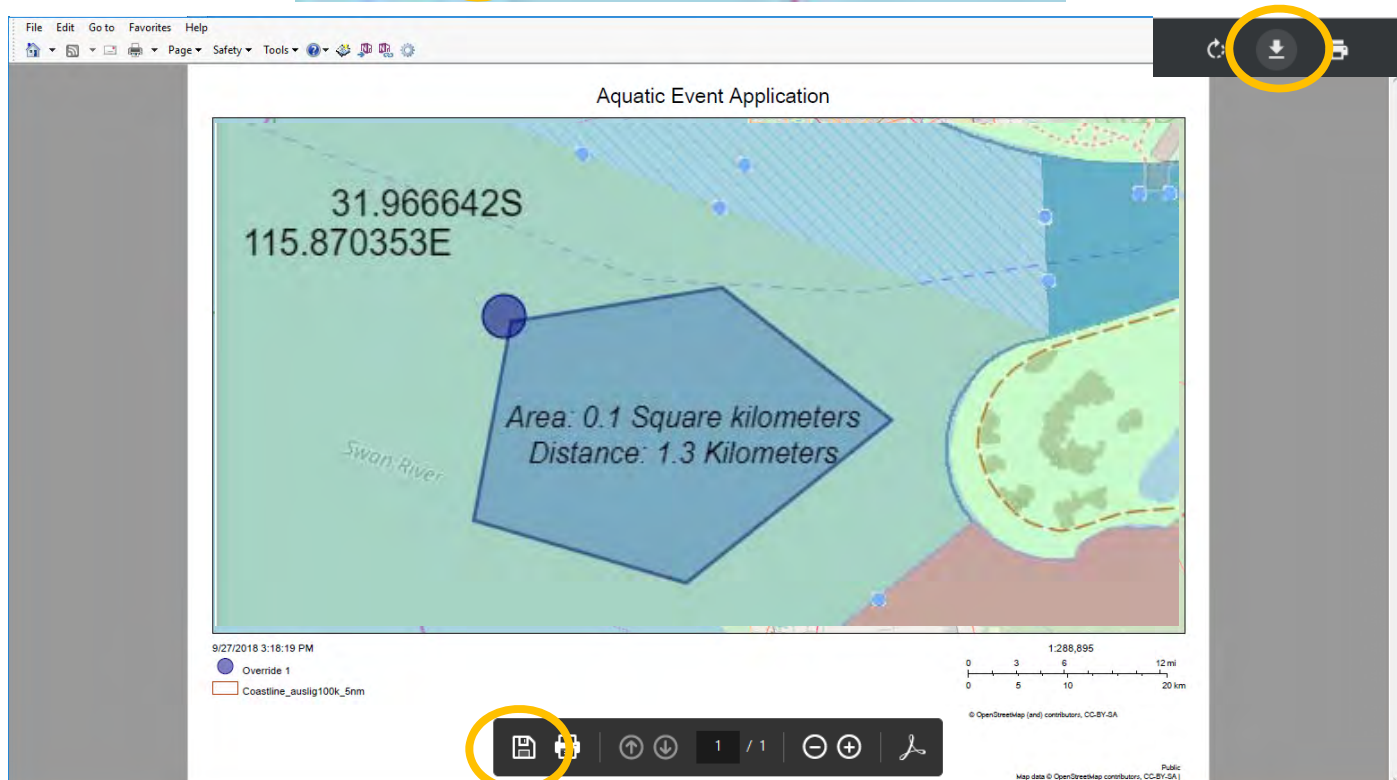 File Edit Go to Favorites Help
Page Safety Tools
Aquatic Event Application
31.966642S
115.870353E
Area: 0.1 Square kilometers
Distance: 1.3 Kilometers
Swan River
9/27/2018 3:18:19 PM
Override 1
Coastline_auslig100k_5nm
1:288,895
0 3 6 12 mi
0 5 10 20 km
© OpenStreetMap (and) contributors, CC-BY-SA
1 / 1
Public
Map data © OpenStreetMap contributors, CC-BY-SA |